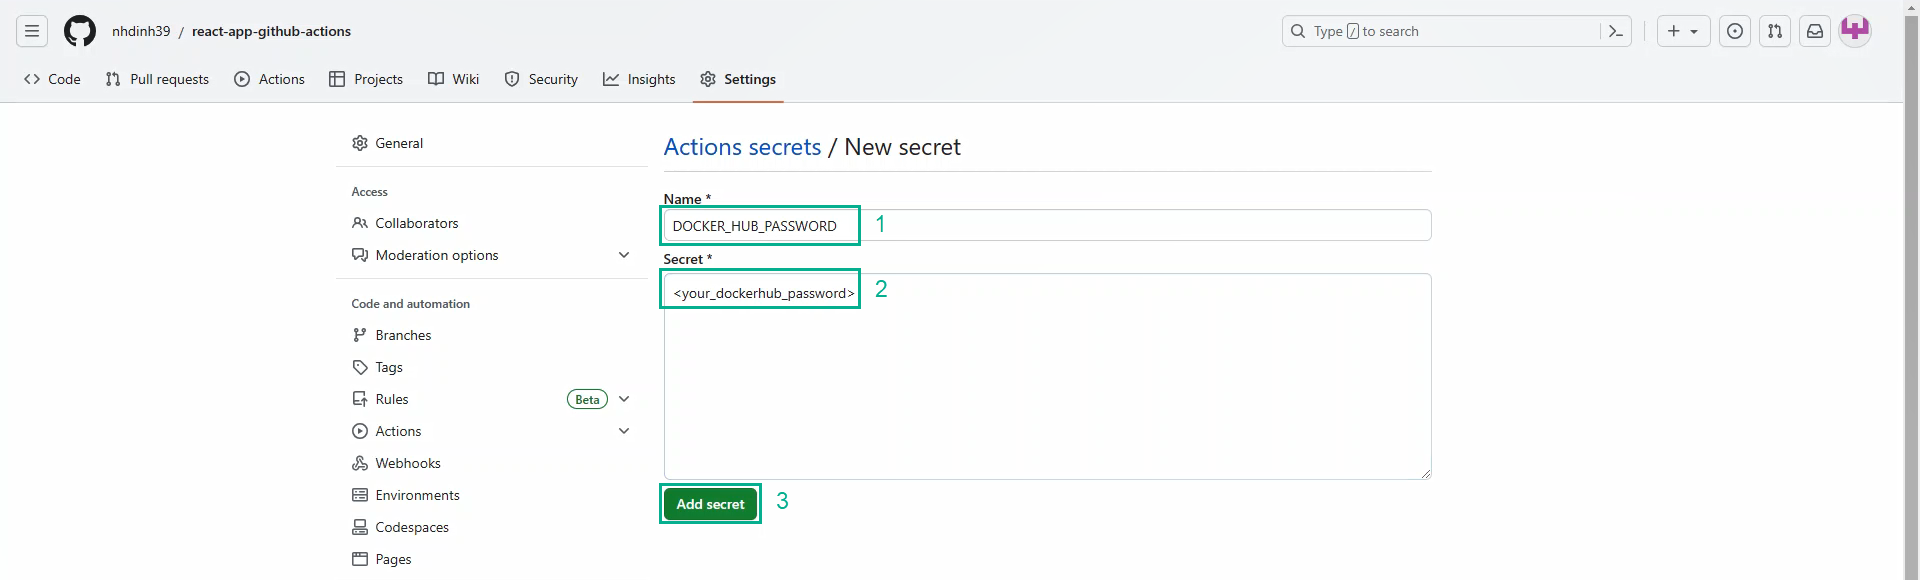 nhdinh39 / react-app-github-actions
Type / to search
Code Pull requests Actions Projects Wiki Security Insights Settings
General
Access
Collaborators
Moderation options
Code and automation
Branches
Tags
Rules Beta
Actions
Webhooks
Environments
Codespaces
Pages
Actions secrets / New secret
Name *
DOCKER_HUB_PASSWORD 1
Secret *
<your_dockerhub_password> 2
Add secret 3